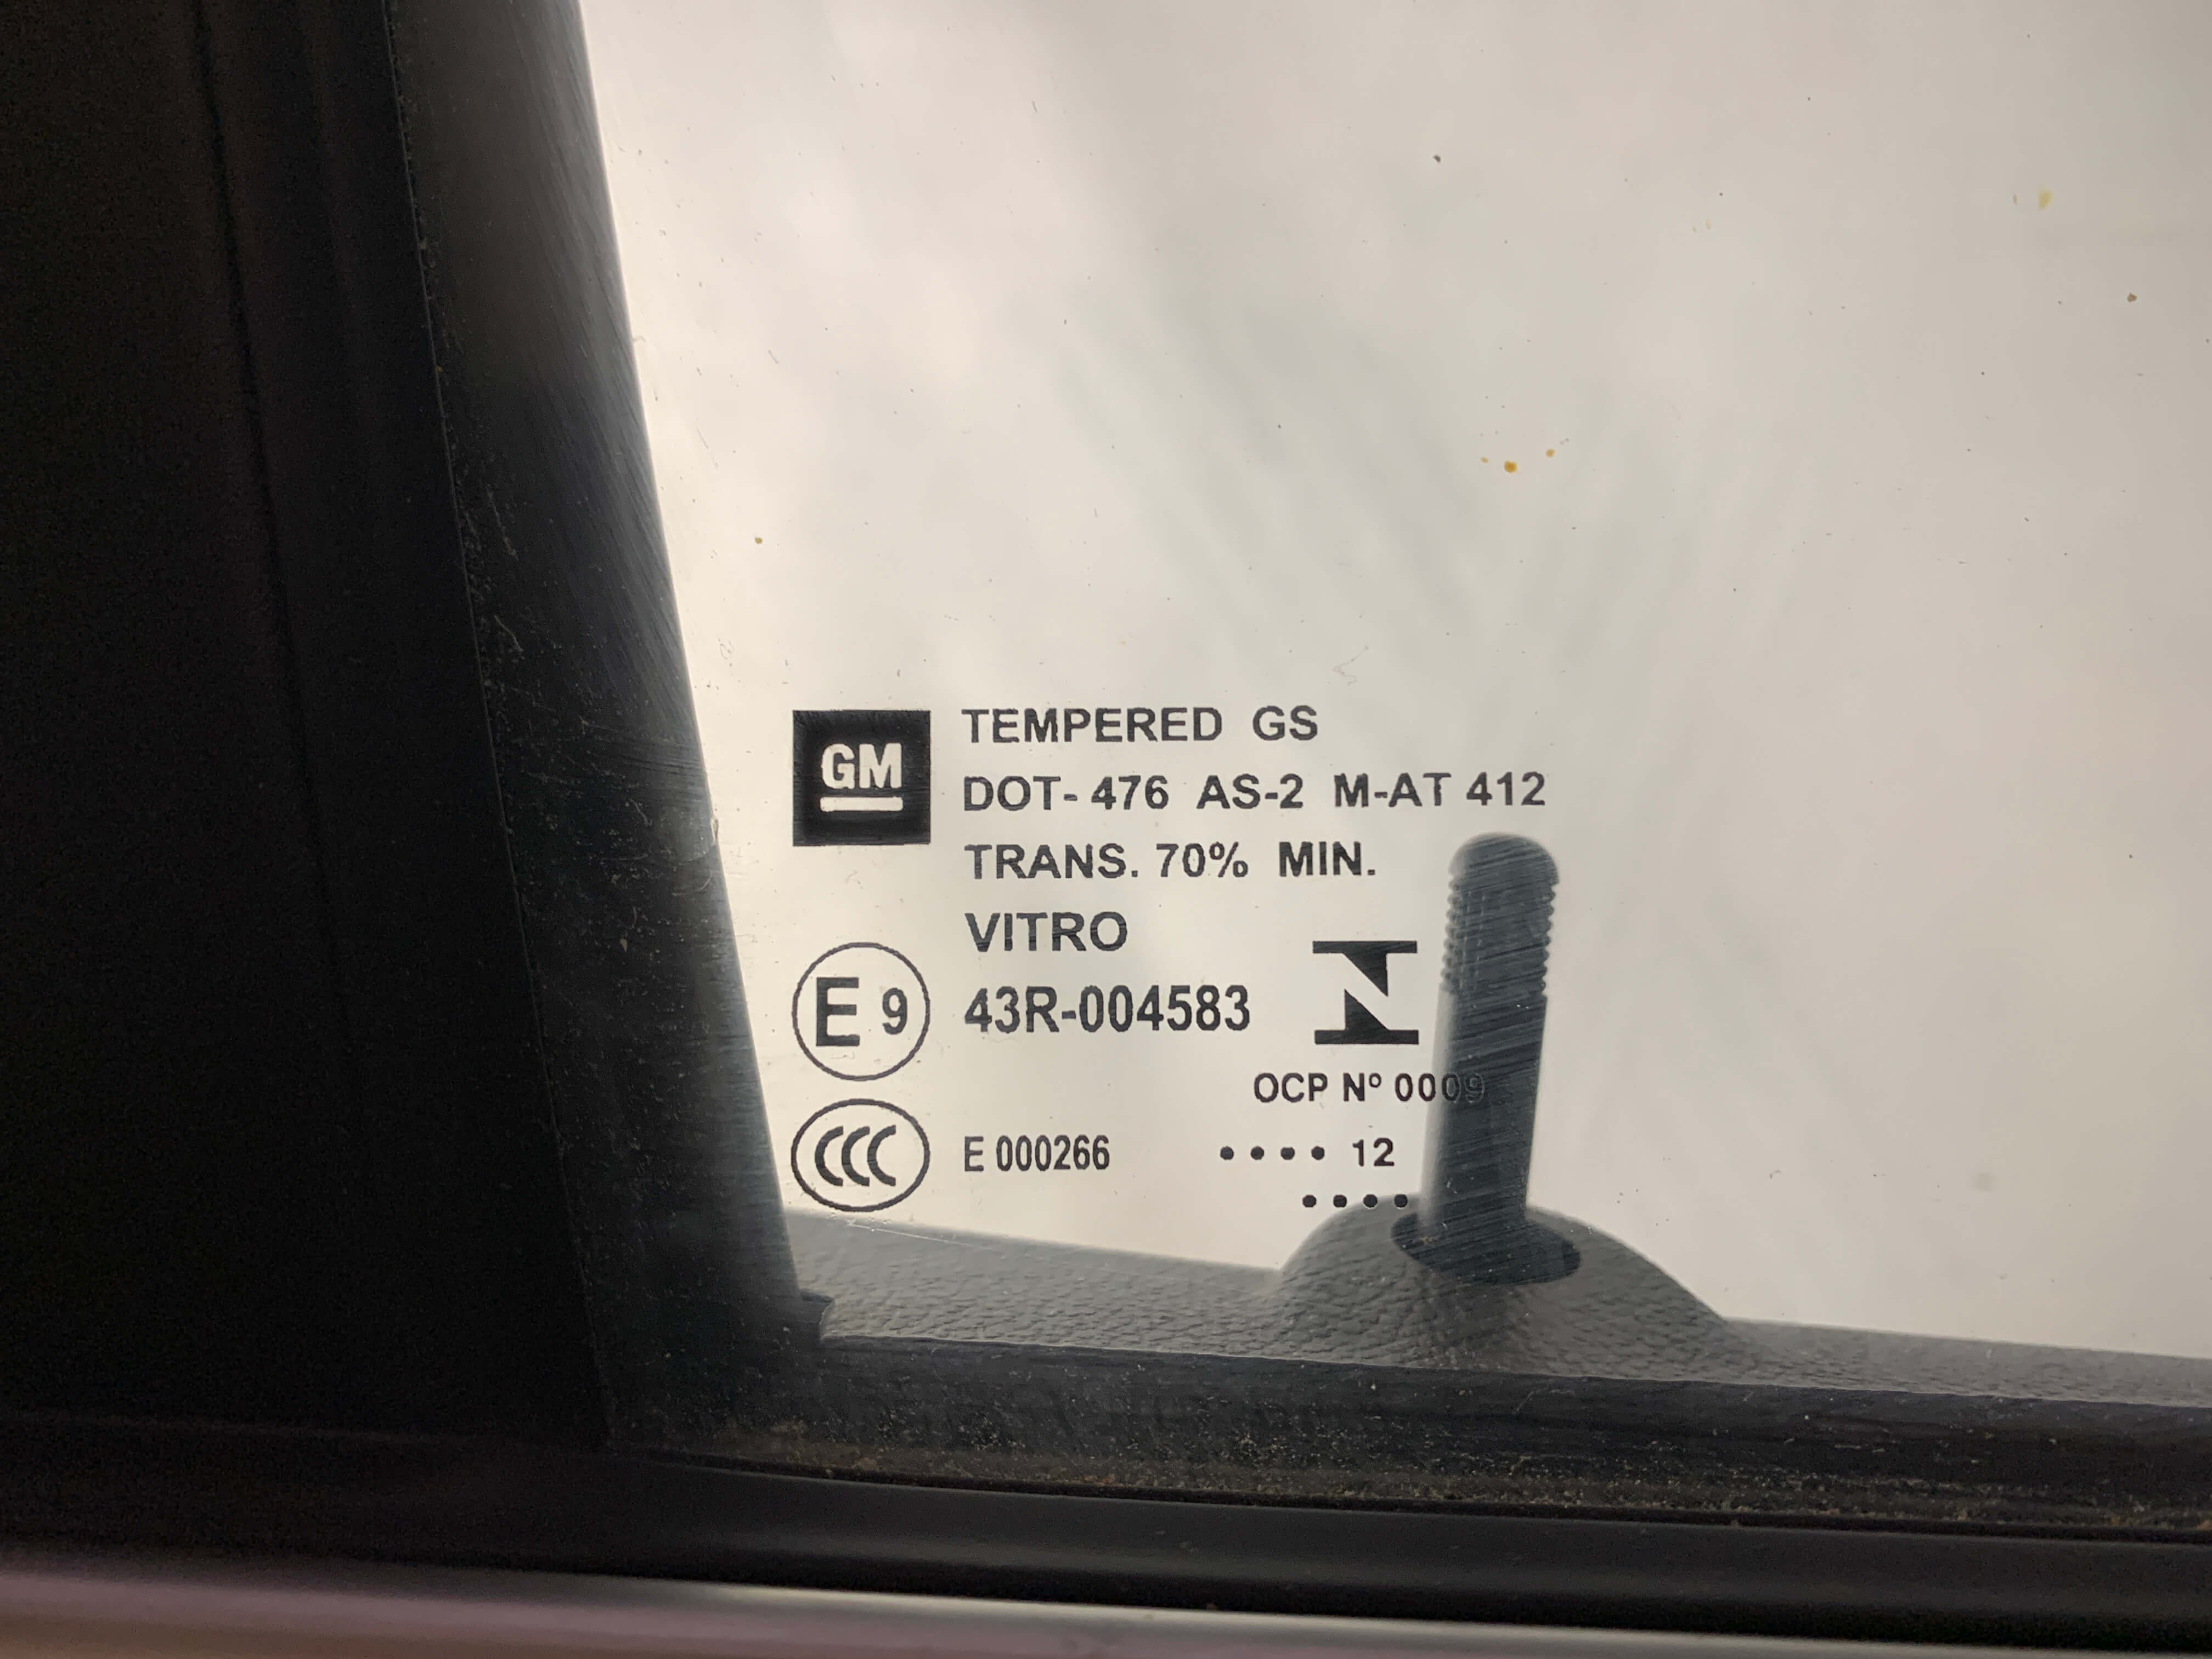 GM
TEMPERED GS
DOT- 476 AS-2 M-AT 412
TRANS. 70% MIN.
VITRO
E 9 43R-004583
OCP Nº 0009
CCC E 000266 •••• 12
••••